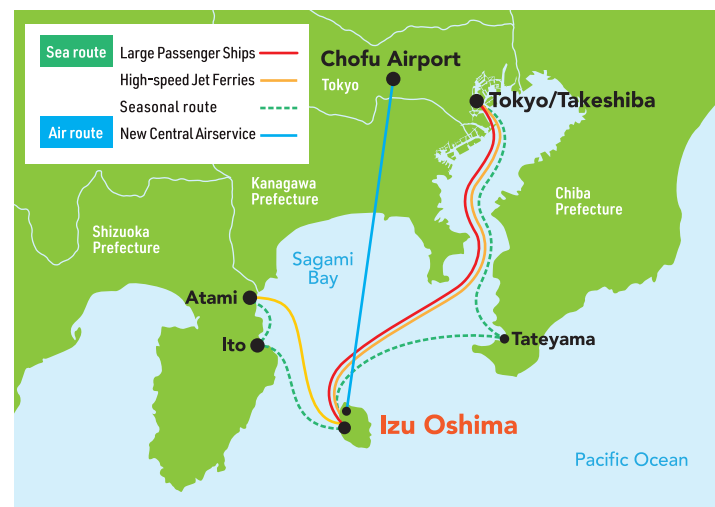 Sea route
Large Passenger Ships
High-speed Jet Ferries
Seasonal route
Air route
New Central Airservice
Chofu Airport
Tokyo
Tokyo/Takeshiba
Kanagawa
Prefecture
Chiba
Prefecture
Shizuoka
Prefecture
Sagami
Bay
Atami
Ito
Tateyama
Izu Oshima
Pacific Ocean